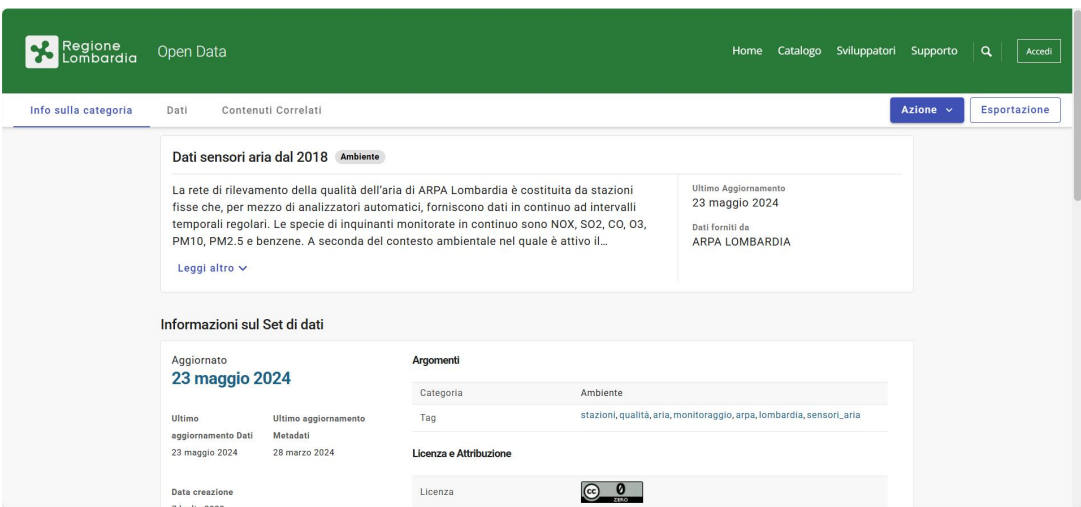 Regione Lombardia Open Data Home Catalogo Sviluppatori Supporto Accedi
Info sulla categoria Dati Contenuti Correlati Azione Esportazione
Dati sensori aria dal 2018 Ambiente
La rete di rilevamento della qualità dell'aria di ARPA Lombardia è costituita da stazioni
fisse che, per mezzo di analizzatori automatici, forniscono dati in continuo ad intervalli
temporali regolari. Le specie di inquinanti monitorate in continuo sono NOX, SO2, CO, O3,
PM10, PM2.5 e benzene. A seconda del contesto ambientale nel quale è attivo il…
Leggi altro
Ultimo Aggiornamento
23 maggio 2024
Dati forniti da
ARPA LOMBARDIA
Informazioni sul Set di dati
Aggiornato
23 maggio 2024
Ultimo aggiornamento Dati
23 maggio 2024
Ultimo aggiornamento Metadati
28 marzo 2024
Data creazione
Argomenti
Categoria Ambiente
Tag stazioni, qualità, aria, monitoraggio, arpa, lombardia, sensori_aria
Licenza e Attribuzione
Licenza cc 0 ZERO